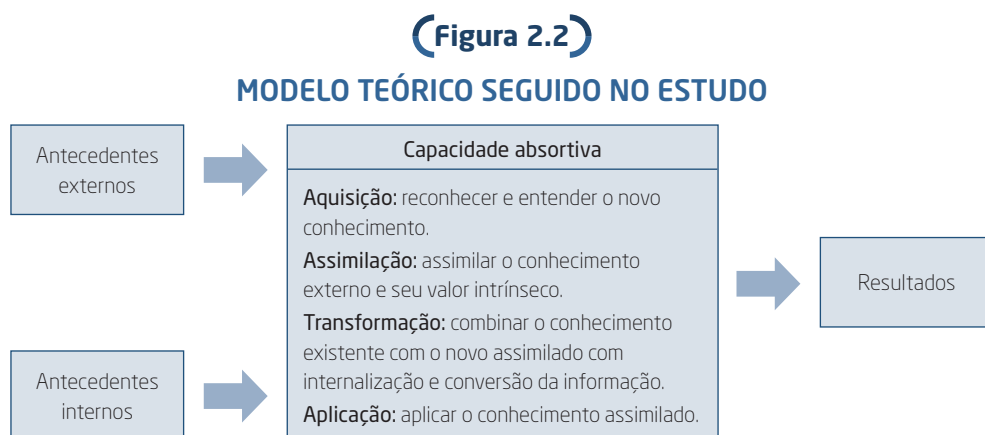 Figura 2.2
MODELO TEÓRICO SEGUIDO NO ESTUDO
Antecedentes
externos
Capacidade absortiva
Aquisição: reconhecer e entender o novo
conhecimento.
Assimilação: assimilar o conhecimento
externo e seu valor intrínseco.
Transformação: combinar o conhecimento
existente com o novo assimilado com
internalização e conversão da informação.
Aplicação: aplicar o conhecimento assimilado.
Antecedentes
internos
Resultados